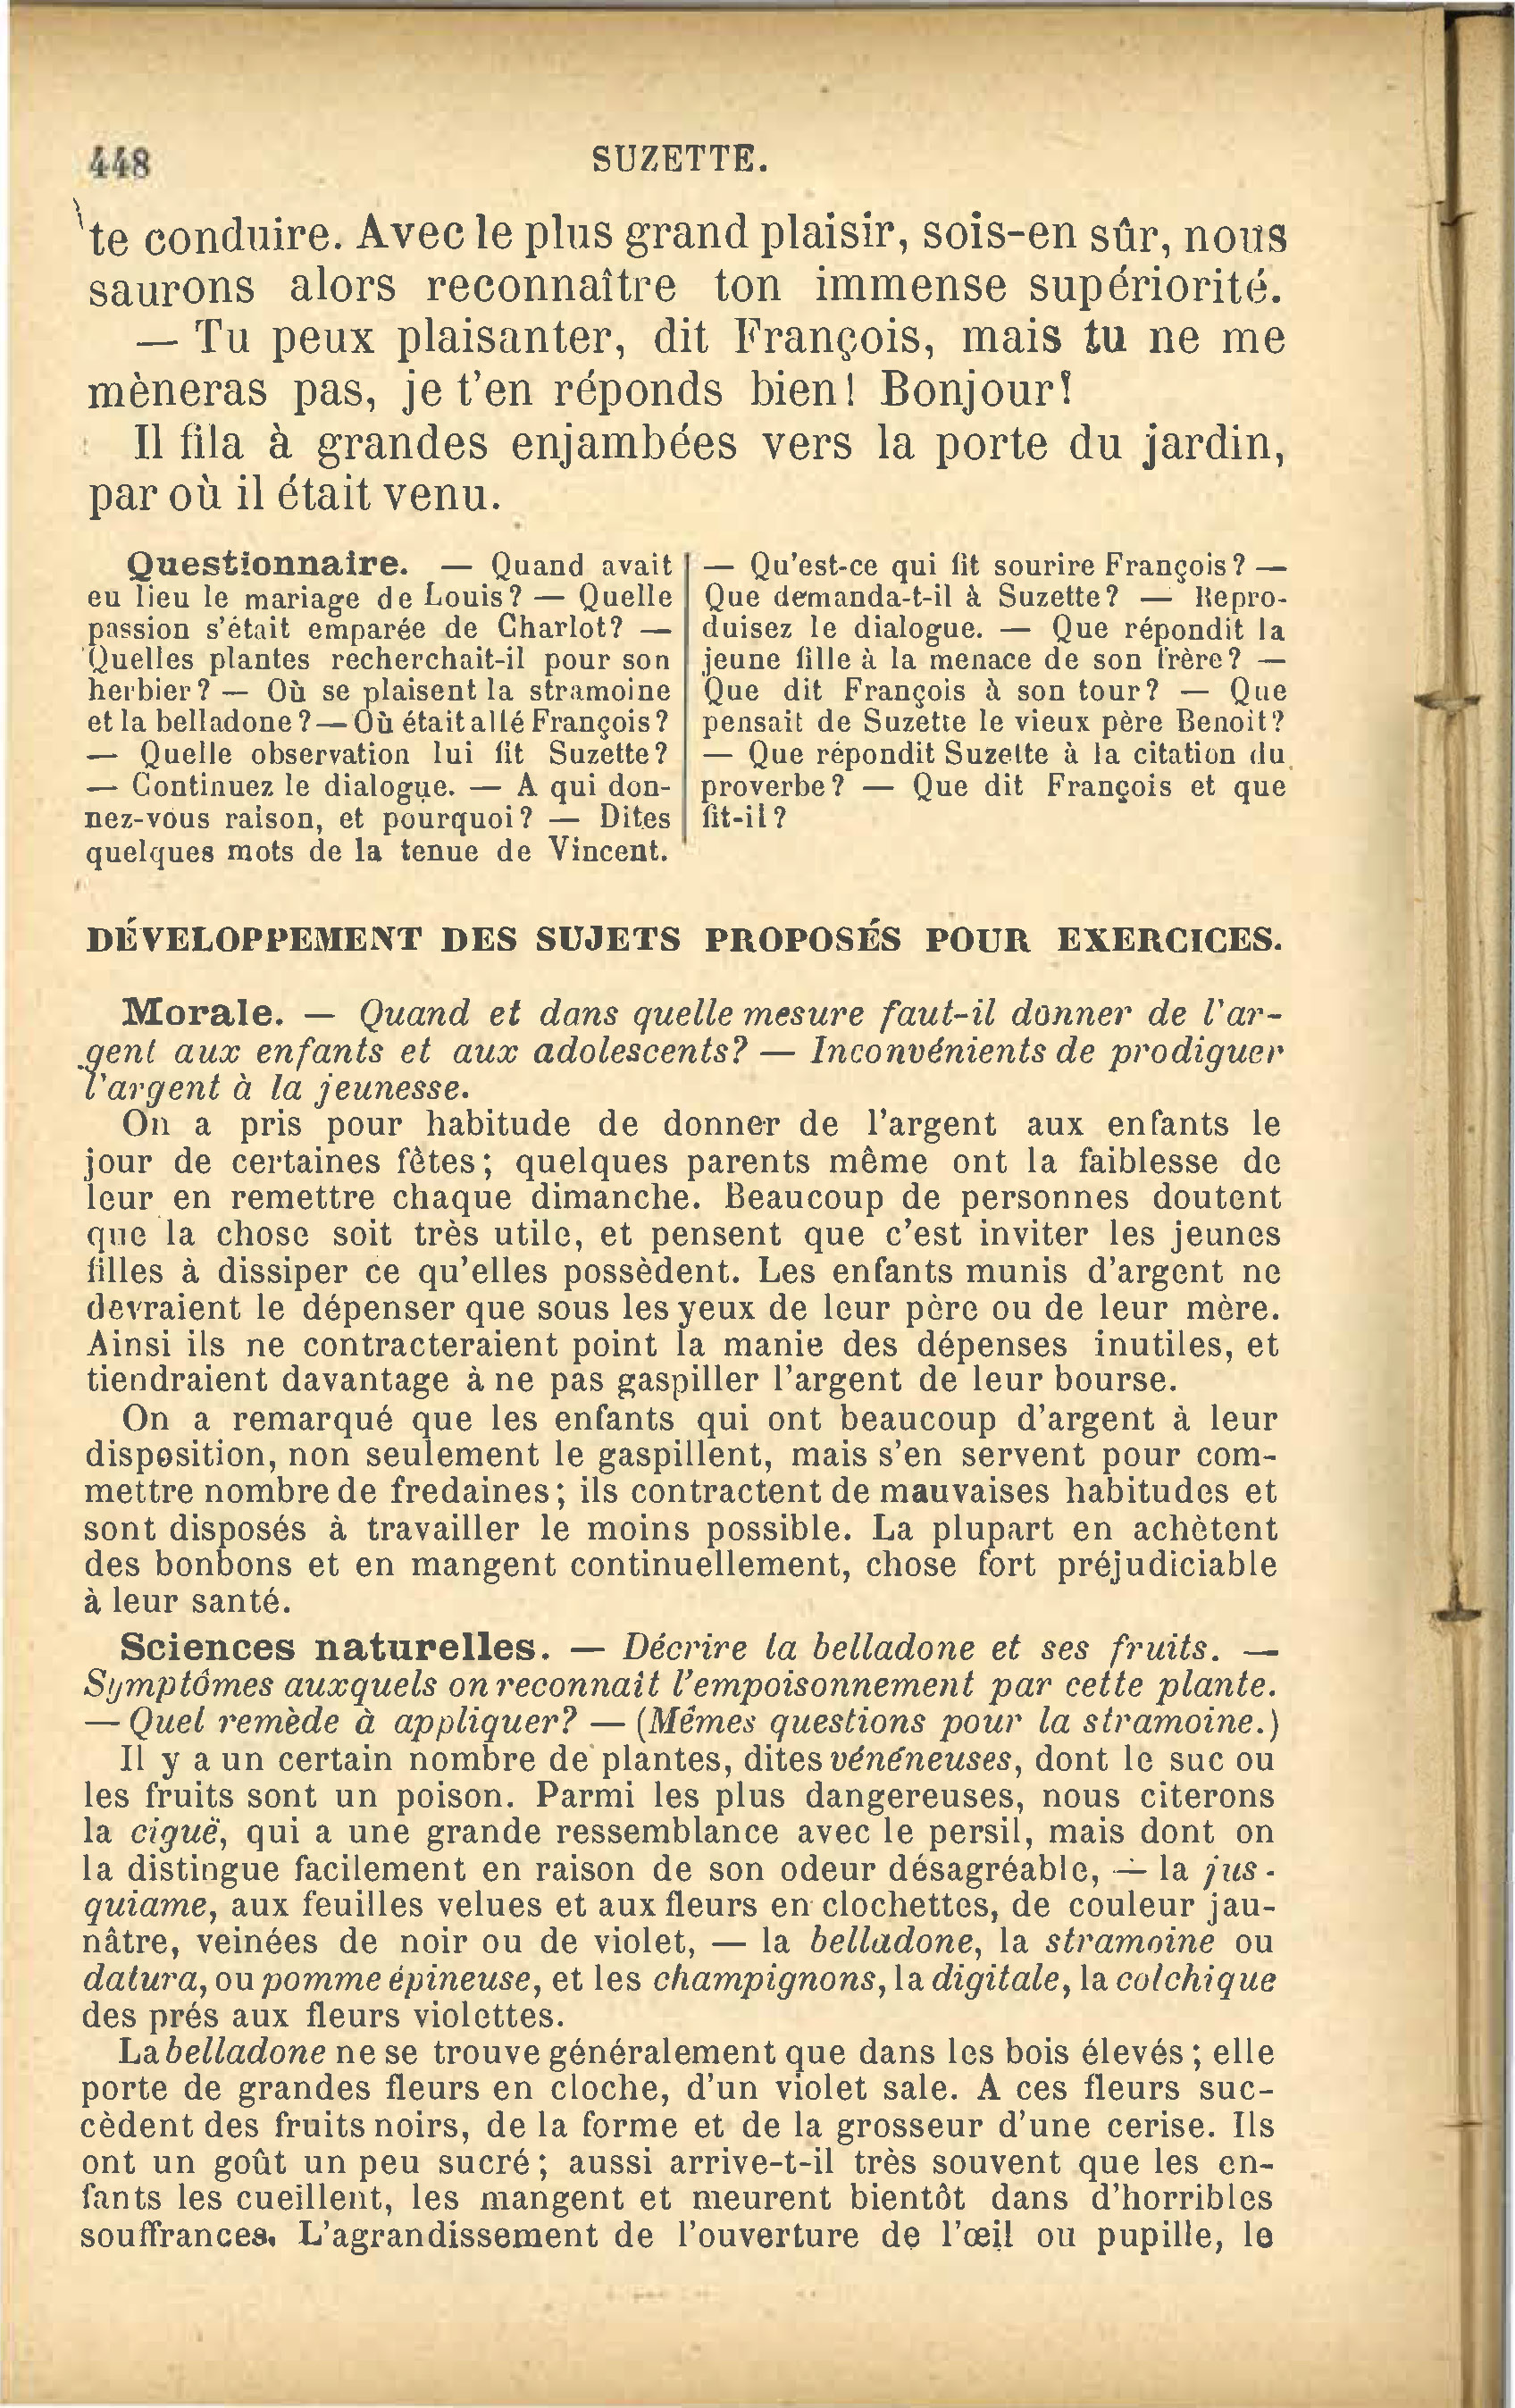 448
SUZETTE.
te conduire. Avec le plus grand plaisir, sois-en sûr, nous
saurons alors reconnaître ton immense supériorité.
— Tu peux plaisanter, dit François, mais tu ne me
mèneras pas, je t'en réponds bien! Bonjour!
Il fila à grandes enjambées vers la porte du jardin,
par où il était venu.
Questionnaire. — Quand avait
eu lieu le mariage de Louis? — Quelle
passion s'était emparée de Charlot? —
Quelles plantes recherchait-il pour son
herbier? — Où se plaisent la stramoine
et la belladone? — Où était allé François?
— Quelle observation lui fit Suzette?
— Continuez le dialogue. — A qui don-
nez-vous raison, et pourquoi? — Dites
quelques mots de la tenue de Vincent.
— Qu'est-ce qui fit sourire François? —
Que demanda-t-il à Suzette? — Repro-
duisez le dialogue. — Que répondit la
jeune fille à la menace de son frère? —
Que dit François à son tour? — Que
pensait de Suzette le vieux père Benoit?
— Que répondit Suzette à la citation du
proverbe? — Que dit François et que
fit-il?
DÉVELOPPEMENT DES SUJETS PROPOSÉS POUR EXERCICES.
Morale. — Quand et dans quelle mesure faut-il donner de l'ar-
gent aux enfants et aux adolescents? — Inconvénients de prodiguer
l'argent à la jeunesse.
On a pris pour habitude de donner de l'argent aux enfants le
jour de certaines fêtes; quelques parents même ont la faiblesse de
leur en remettre chaque dimanche. Beaucoup de personnes doutent
que la chose soit très utile, et pensent que c'est inviter les jeunes
filles à dissiper ce qu'elles possèdent. Les enfants munis d'argent ne
devraient le dépenser que sous les yeux de leur père ou de leur mère.
Ainsi ils ne contracteraient point la manie des dépenses inutiles, et
tiendraient davantage à ne pas gaspiller l'argent de leur bourse.
On a remarqué que les enfants qui ont beaucoup d'argent à leur
disposition, non seulement le gaspillent, mais s'en servent pour com-
mettre nombre de fredaines; ils contractent de mauvaises habitudes et
sont disposés à travailler le moins possible. La plupart en achètent
des bonbons et en mangent continuellement, chose fort préjudiciable
à leur santé.
Sciences naturelles. — Décrire la belladone et ses fruits. —
Symptômes auxquels on reconnait l'empoisonnement par cette plante.
— Quel remède à appliquer? — (Mêmes questions pour la stramoine.)
Il y a un certain nombre de plantes, dites vénéneuses, dont le suc ou
les fruits sont un poison. Parmi les plus dangereuses, nous citerons
la ciguë, qui a une grande ressemblance avec le persil, mais dont on
la distingue facilement en raison de son odeur désagréable, — la jus-
quiame, aux feuilles velues et aux fleurs en clochettes, de couleur jau-
nâtre, veinées de noir ou de violet, — la belladone, la stramoine ou
datura, ou pomme épineuse, et les champignons, la digitale, la colchique
des prés aux fleurs violettes.
La belladone ne se trouve généralement que dans les bois élevés; elle
porte de grandes fleurs en cloche, d'un violet sale. A ces fleurs suc-
cèdent des fruits noirs, de la forme et de la grosseur d'une cerise. Ils
ont un goût un peu sucré; aussi arrive-t-il très souvent que les en-
fants les cueillent, les mangent et meurent bientôt dans d'horribles
souffrances. L'agrandissement de l'ouverture de l'œil ou pupille, le